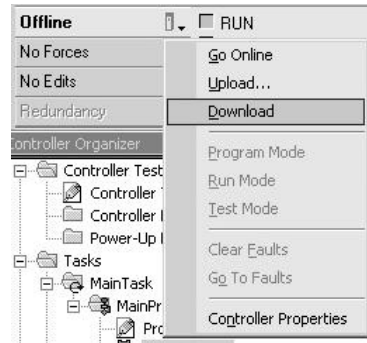 Offline
RUN
No Forces
No Edits
Redundancy
Go Online
Upload...
Download
Program Mode
Run Mode
Test Mode
Clear Faults
Go To Faults
Controller Properties
ontroller Organizer
Controller Test
Controller
Controller
Power-Up
Tasks
MainTask
MainPr
Pro